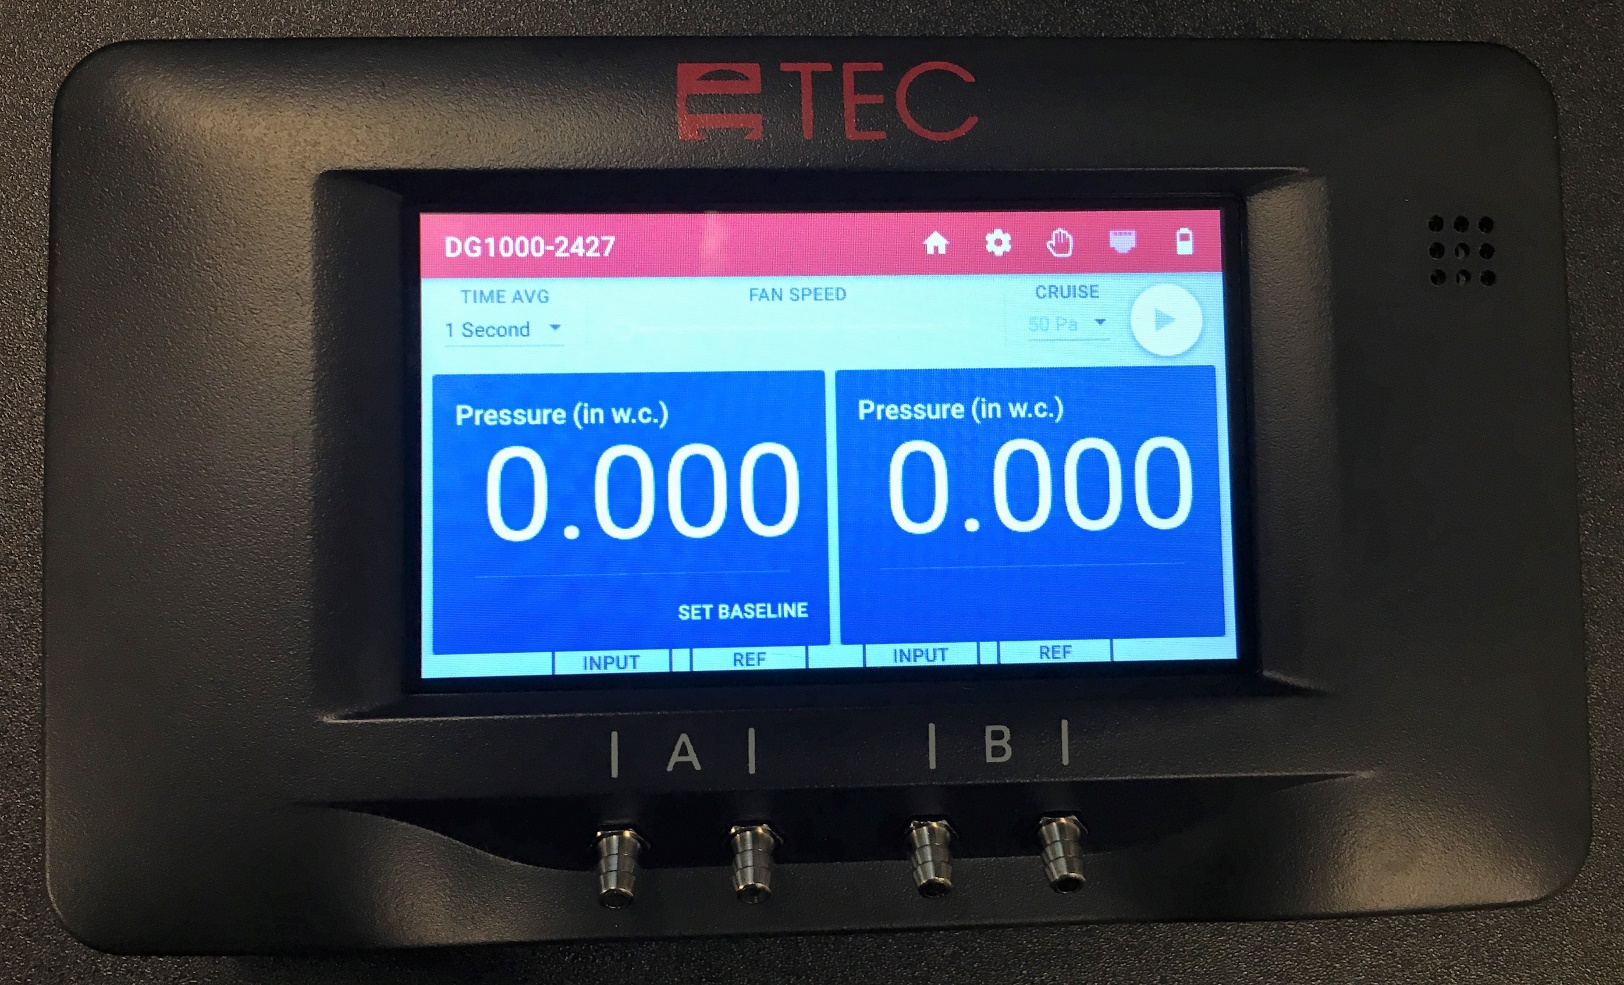 TEC
DG1000-2427
TIME AVG
FAN SPEED
CRUISE
1 Second
50 Pa
Pressure (in w.c.)
0.000
SET BASELINE
Pressure (in w.c.)
0.000
INPUT
REF
INPUT
REF
A
B